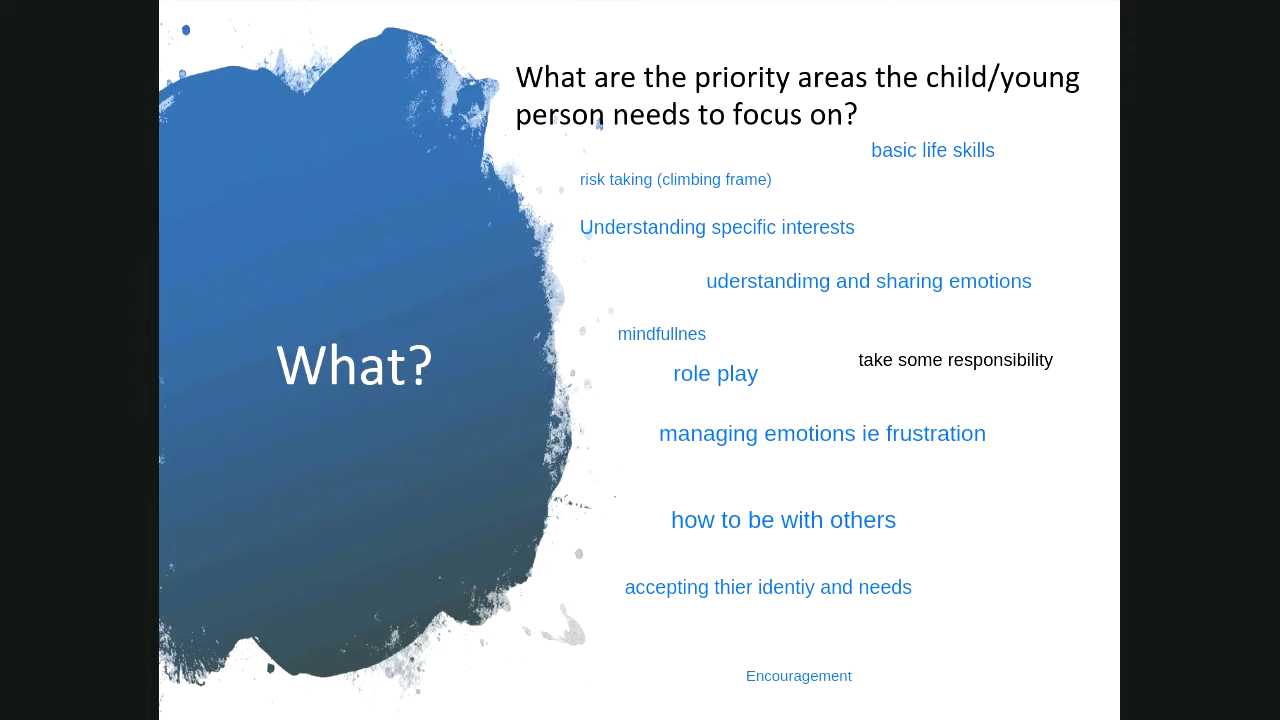 What are the priority areas the child/young
person needs to focus on?
basic life skills
risk taking (climbing frame)
Understanding specific interests
uderstandimg and sharing emotions
mindfullnes
take some responsibility
role play
What?
managing emotions ie frustration
how to be with others
accepting thier identiy and needs
Encouragement